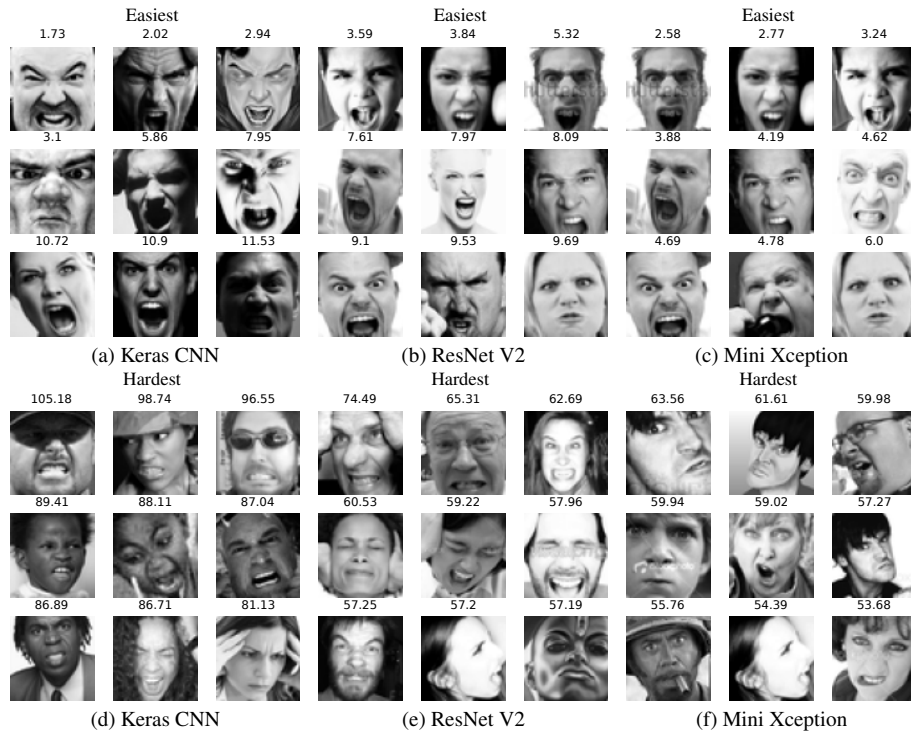 Easiest Easiest Easiest
1.73 2.02 2.94 3.59 3.84 5.32 2.58 2.77 3.24
3.1 5.86 7.95 7.61 7.97 8.09 3.88 4.19 4.62
10.72 10.9 11.53 9.1 9.53 9.69 4.69 4.78 6.0
(a) Keras CNN (b) ResNet V2 (c) Mini Xception
Hardest Hardest Hardest
105.18 98.74 96.55 74.49 65.31 62.69 63.56 61.61 59.98
89.41 88.11 87.04 60.53 59.22 57.96 59.94 59.02 57.27
86.89 86.71 81.13 57.25 57.2 57.19 55.76 54.39 53.68
(d) Keras CNN (e) ResNet V2 (f) Mini Xception